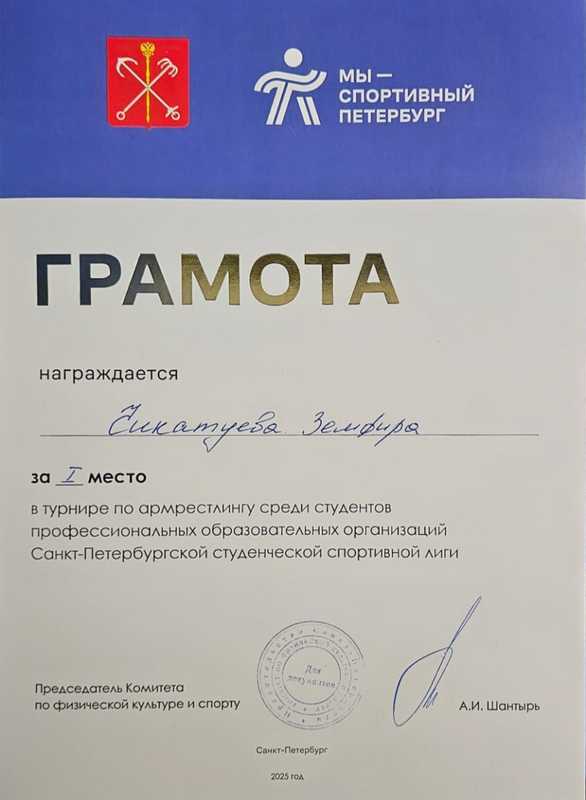 МЫ —
СПОРТИВНЫЙ
ПЕТЕРБУРГ
ГРАМОТА
награждается
Чикатуева Земфира
за I место
в турнире по армрестлингу среди студентов
профессиональных образовательных организаций
Санкт-Петербургской студенческой спортивной лиги
Для
документов
Председатель Комитета
по физической культуре и спорту
А.И. Шантырь
Санкт-Петербург
2025 год